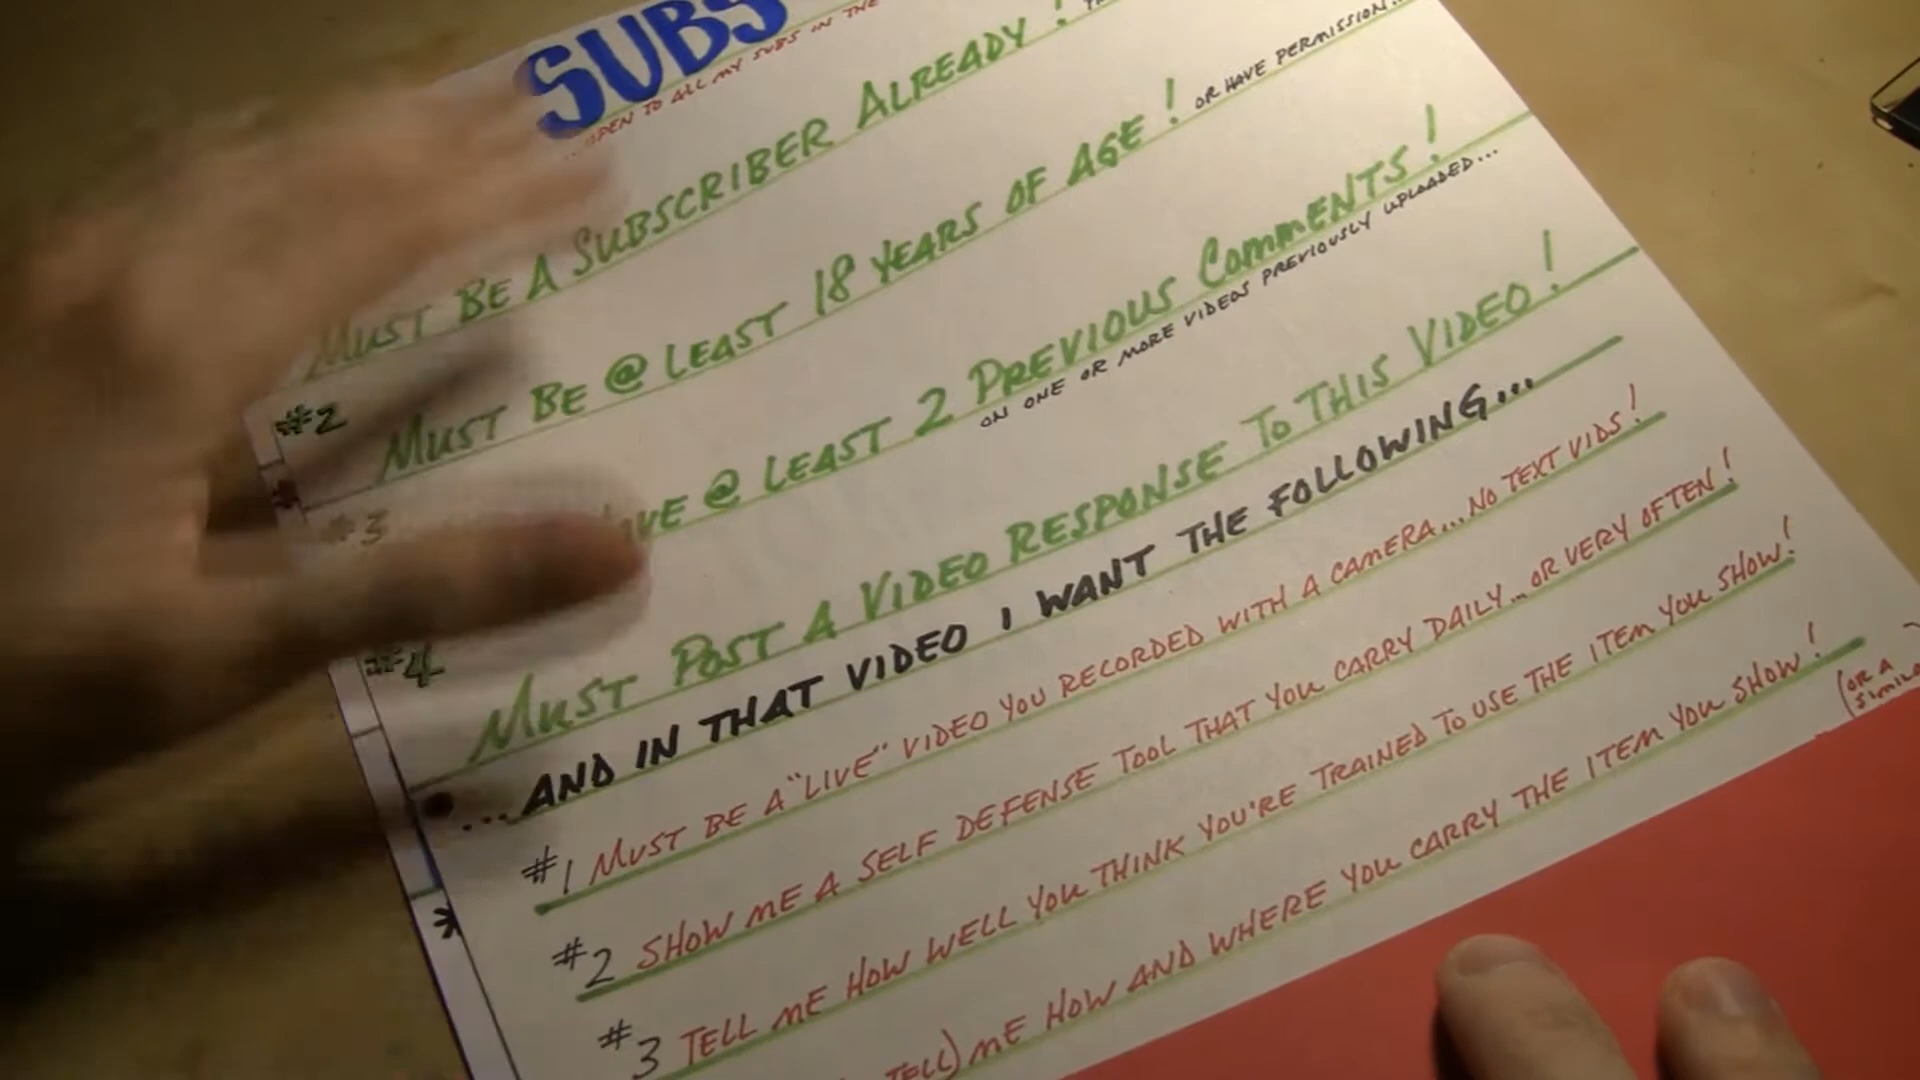 SUBS
...OPEN TO ALL MY SUBS IN THE
MUST BE A SUBSCRIBER ALREADY!
#2 MUST BE @ LEAST 18 YEARS OF AGE! OR HAVE PERMISSION...
#3 @ LEAST 2 PREVIOUS COMMENTS!
ON ONE OR MORE VIDEOS PREVIOUSLY UPLOADED...
#4 MUST POST A VIDEO RESPONSE TO THIS VIDEO!
...AND IN THAT VIDEO I WANT THE FOLLOWING...
#1 MUST BE A "LIVE" VIDEO YOU RECORDED WITH A CAMERA... NO TEXT VIDS!
#2 SHOW ME A SELF DEFENSE TOOL THAT YOU CARRY DAILY... OR VERY OFTEN!
#3 TELL ME HOW WELL YOU THINK YOU'RE TRAINED TO USE THE ITEM YOU SHOW!
TELL) ME HOW AND WHERE YOU CARRY THE ITEM YOU SHOW!
(OR A